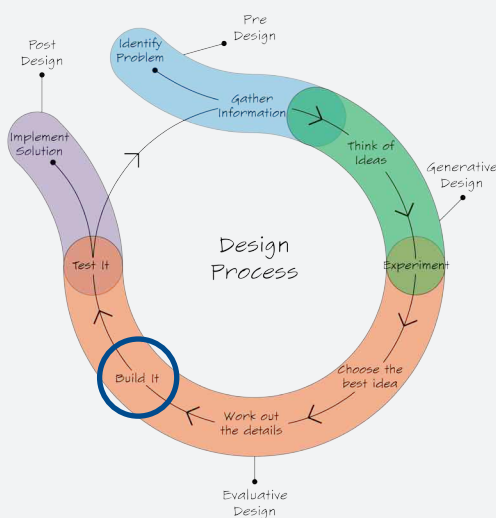 Pre
Design
Post
Design
Identify
Problem
Gather
Information
Implement
Solution
Think of
Ideas
Generative
Design
Design
Process
Test It
Experiment
Choose the
best idea
Build It
Work out
the details
Evaluative
Design